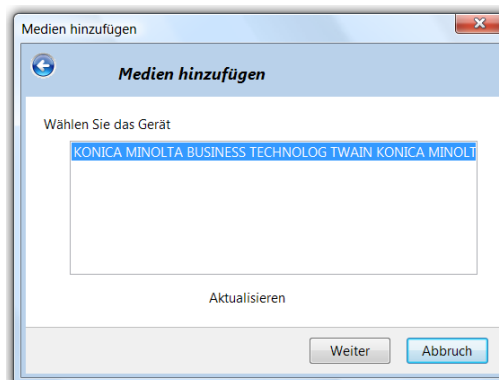 Medien hinzufügen
Medien hinzufügen
Wählen Sie das Gerät
KONICA MINOLTA BUSINESS TECHNOLOG TWAIN KONICA MINOLT
Aktualisieren
Weiter
Abbruch